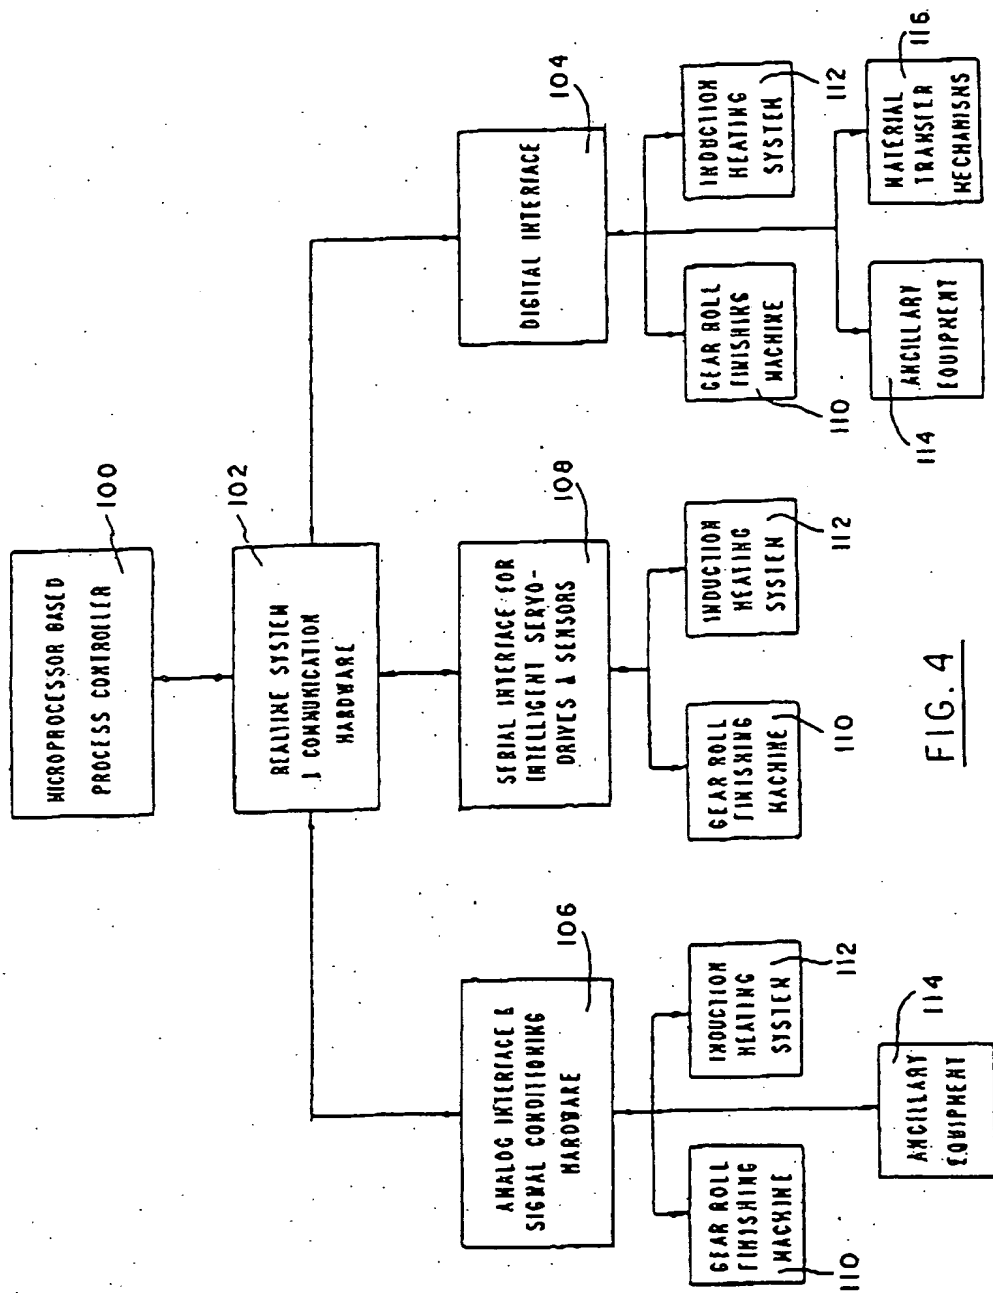 MICROPROCESSOR BASED
PROCESS CONTROLLER
100
REALTIME SYSTEM
& COMMUNICATION
HARDWARE
102
ANALOG INTERFACE &
SIGNAL CONDITIONING
HARDWARE
106
SERIAL INTERFACE FOR
INTELLIGENT SERVO-
DRIVES & SENSORS
108
DIGITAL INTERFACE
104
GEAR ROLL
FINISHING
MACHINE
110
INDUCTION
HEATING
SYSTEM
112
ANCILLARY
EQUIPMENT
114
GEAR ROLL
FINISHING
MACHINE
110
INDUCTION
HEATING
SYSTEM
112
GEAR ROLL
FINISHING
MACHINE
110
INDUCTION
HEATING
SYSTEM
112
ANCILLARY
EQUIPMENT
114
MATERIAL
TRANSFER
MECHANISMS
116
FIG. 4